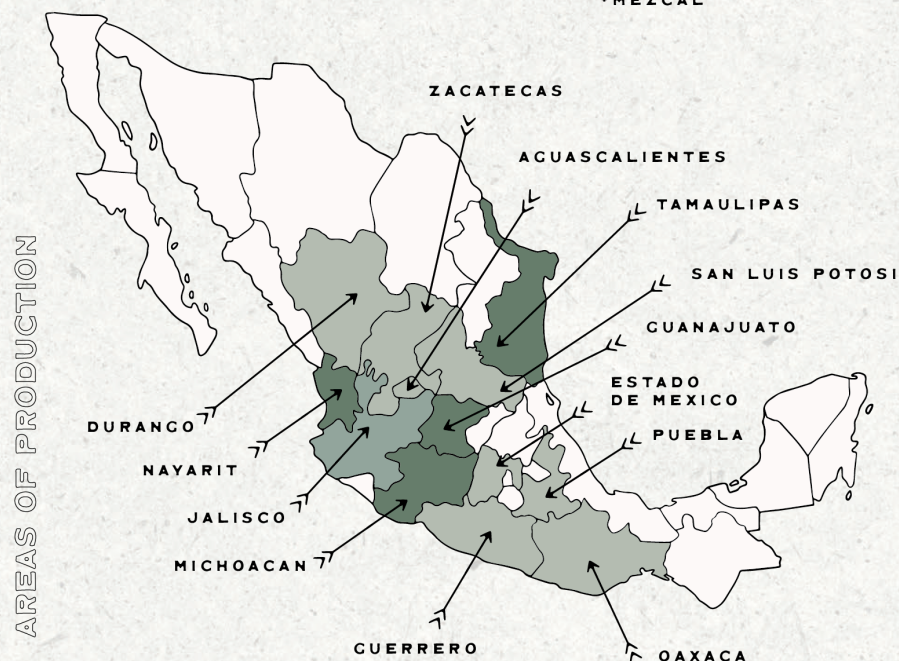 MEZCAL
ZACATECAS
AGUASCALIENTES
TAMAULIPAS
SAN LUIS POTOSI
GUANAJUATO
ESTADO
DE MEXICO
PUEBLA
DURANGO
NAYARIT
JALISCO
MICHOACAN
GUERRERO
OAXACA
AREAS OF PRODUCTION